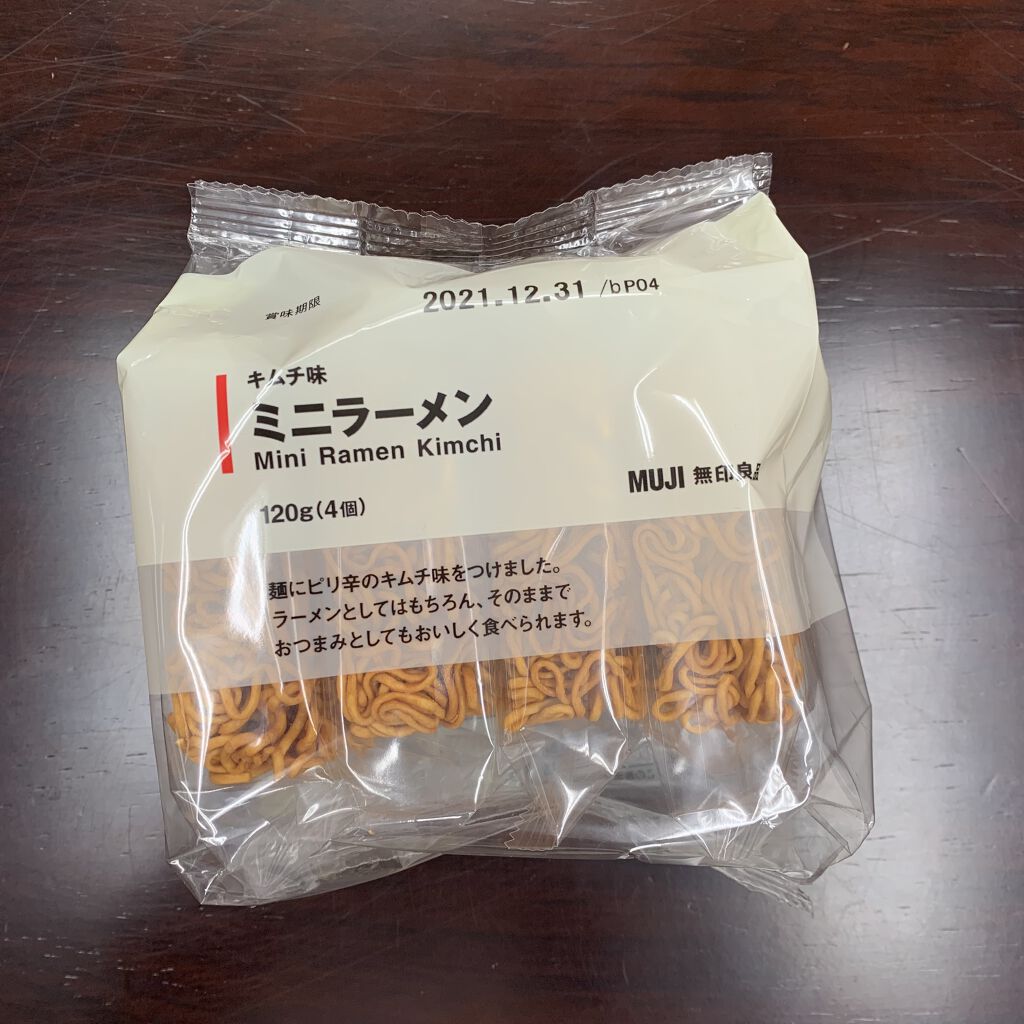 賞味期限
2021.12.31 /bP04
キムチ味
ミニラーメン
Mini Ramen Kimchi
MUJI 無印良品
120g(4個)
麺にピリ辛のキムチ味をつけました。
ラーメンとしてはもちろん、そのままで
おつまみとしてもおいしく食べられます。